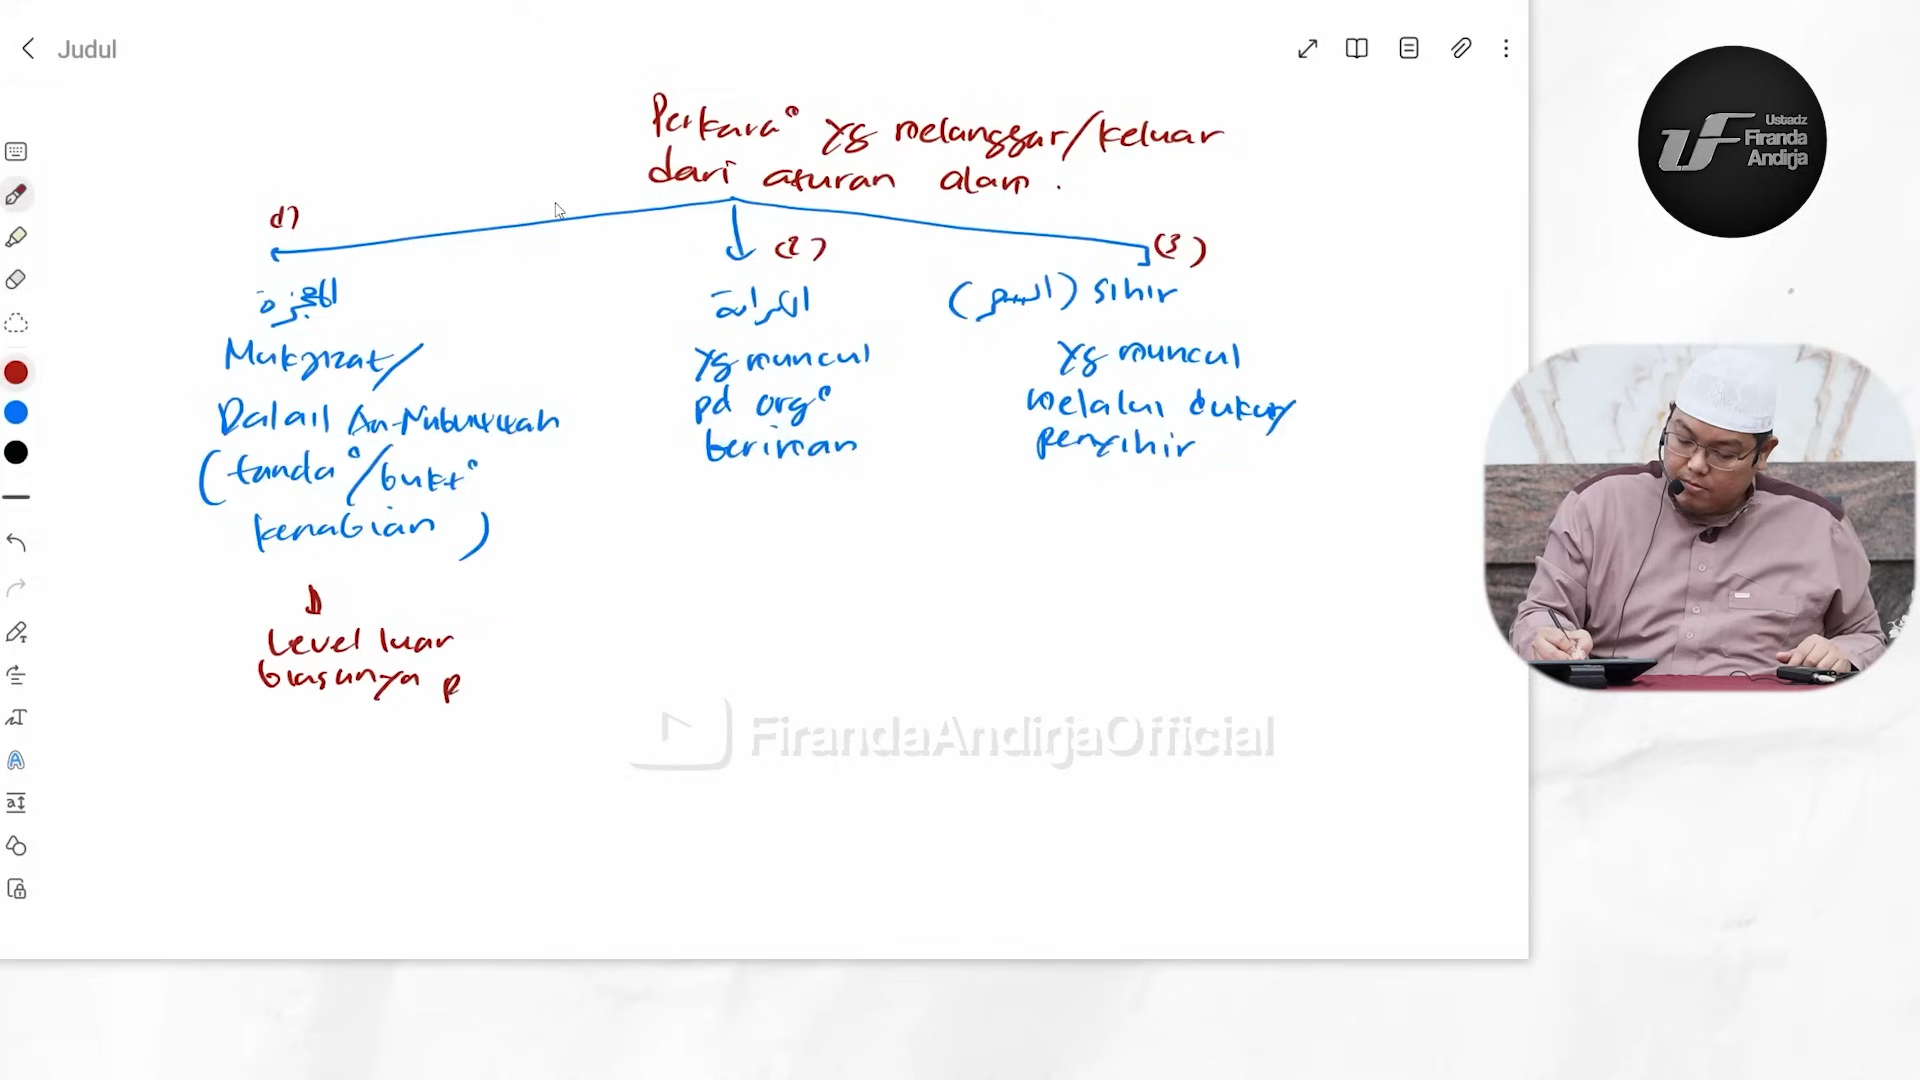 Judul
Perkara² yg melanggar/keluar
dari aturan alam.
(1)
المعجزة
Mukjizat/
Dalail An-Nubuwwah
(tanda²/bukti²
kenabian)
Level luar
biasanya p
(2)
الكرامة
yg muncul
pd org²
beriman
(3)
(السحر) sihir
yg muncul
melalui dukun/
penyihir
FirandaAndirjaOfficial
UF Ustadz
Firanda
Andirja